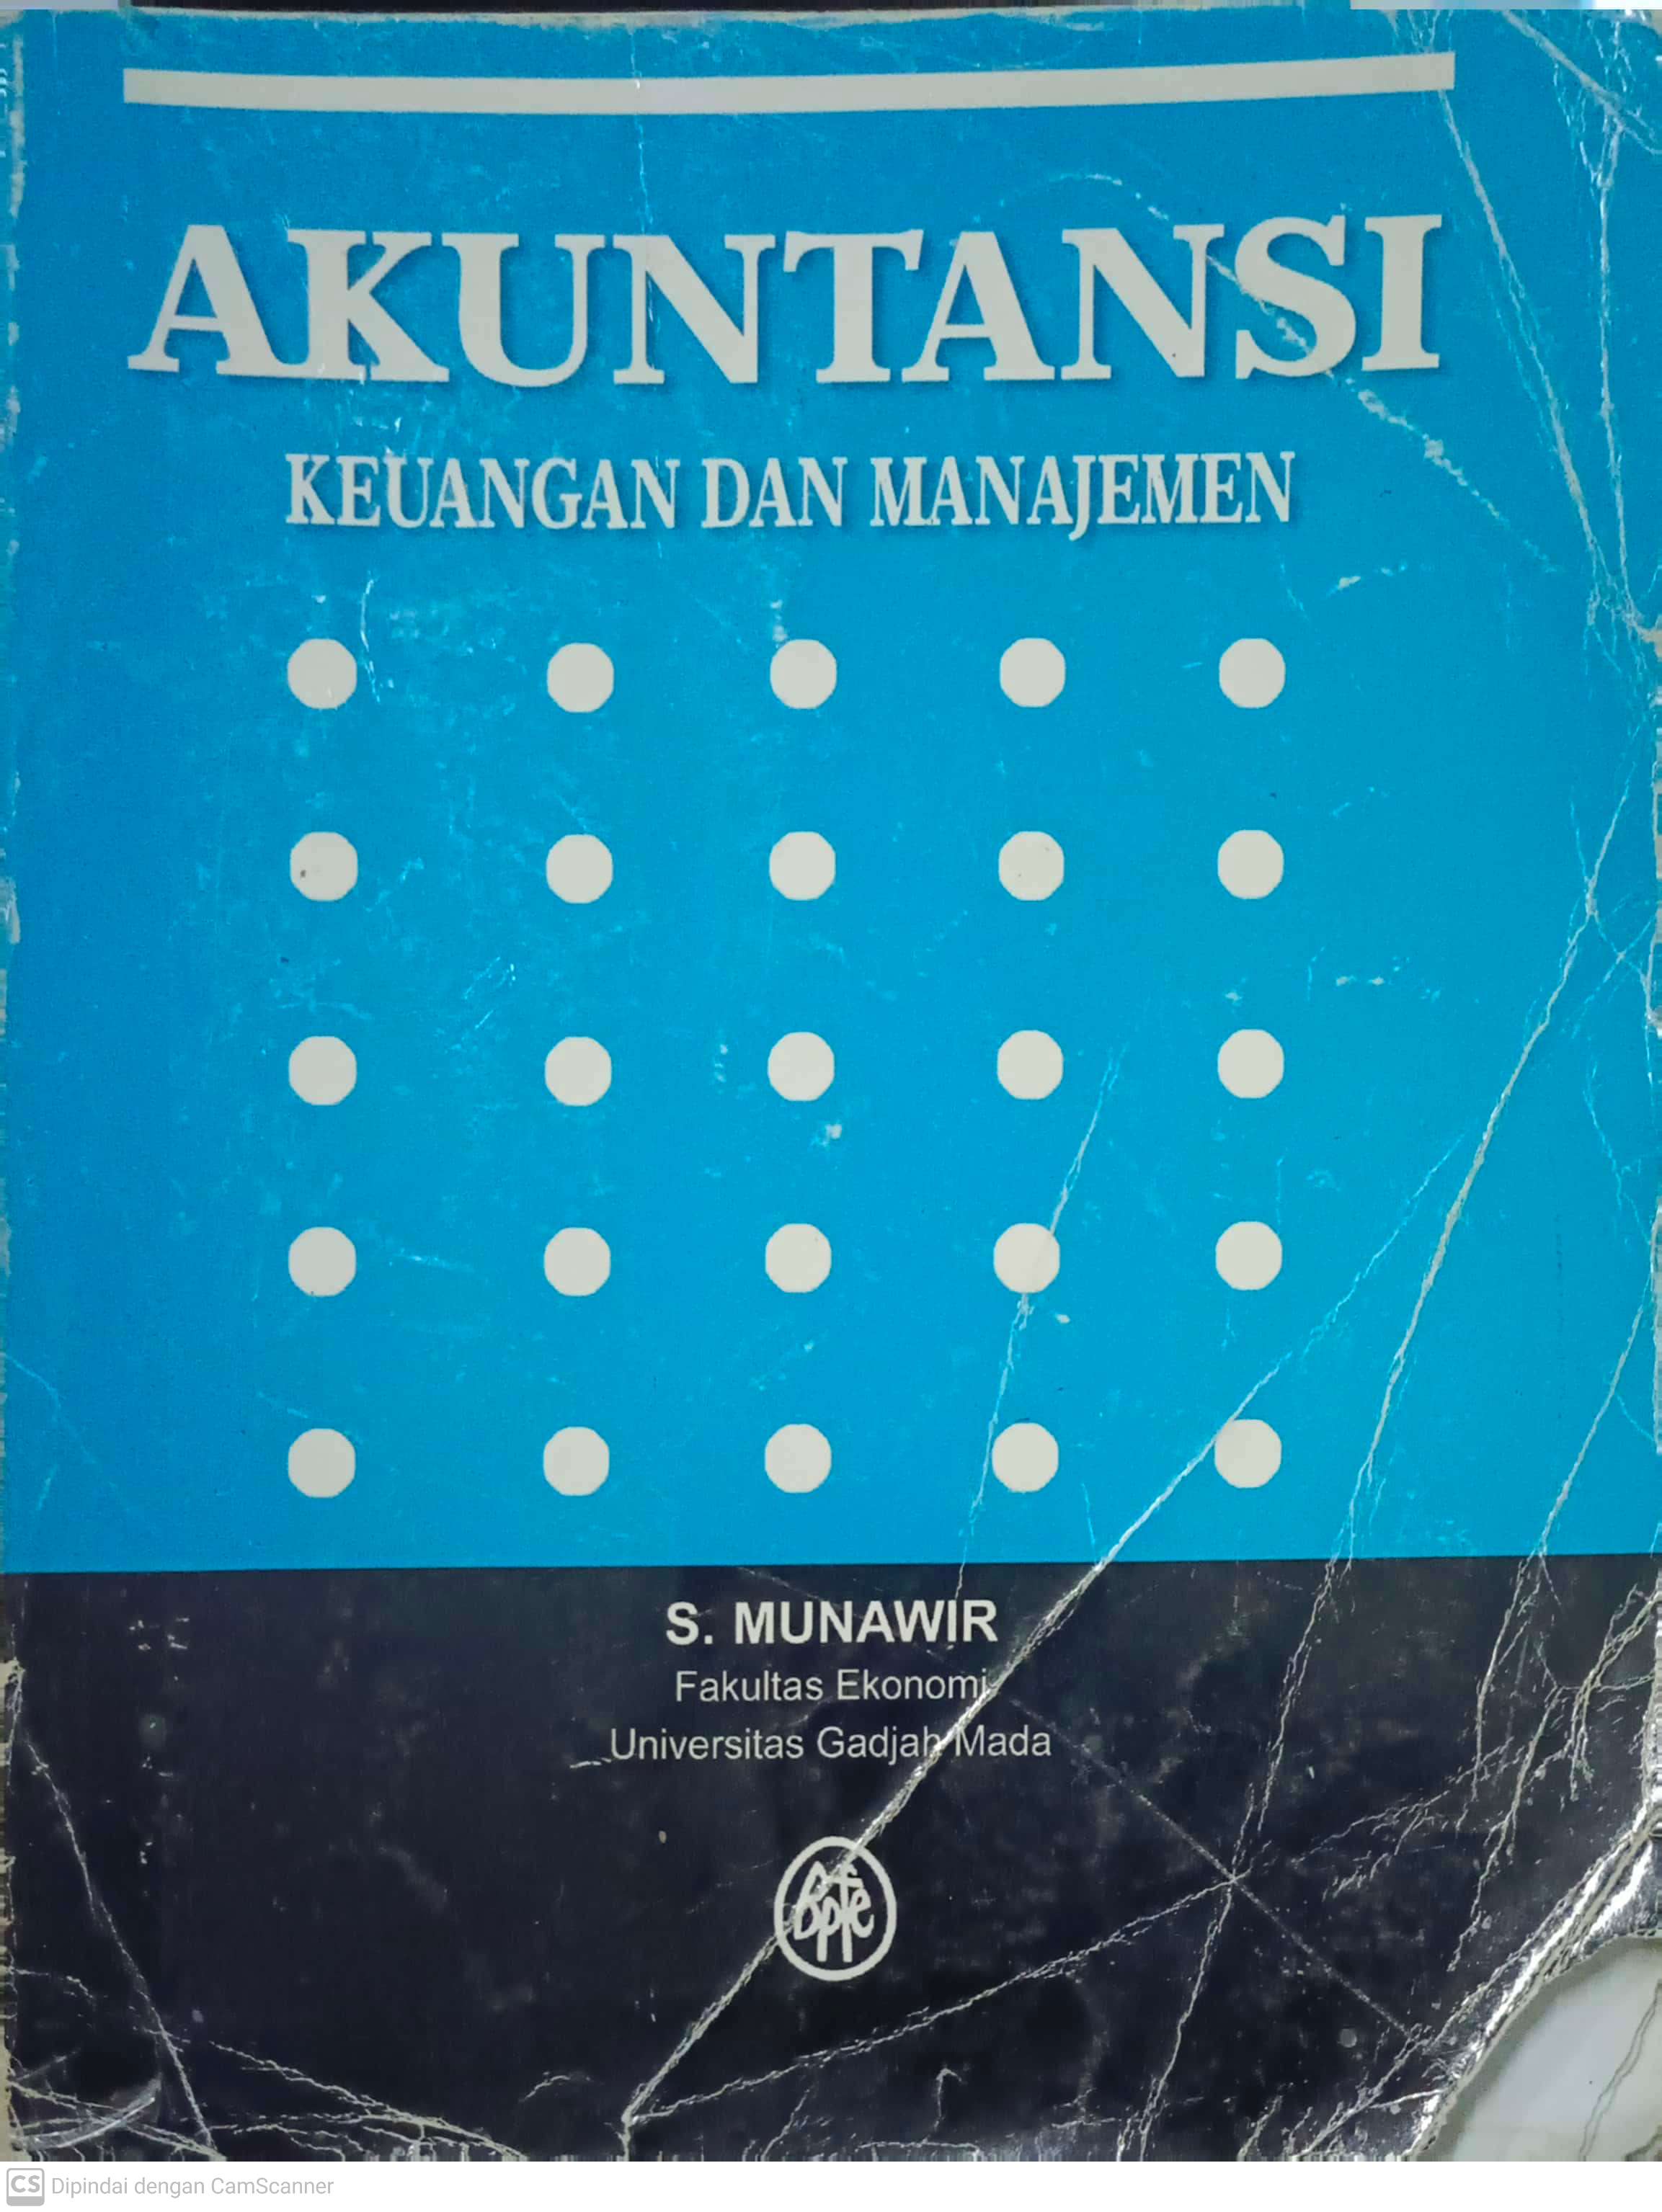 AKUNTANSI
KEUANGAN DAN MANAJEMEN
S. MUNAWIR
Fakultas Ekonomi
Universitas Gadjah Mada
Bpfe
CS Dipindai dengan CamScanner